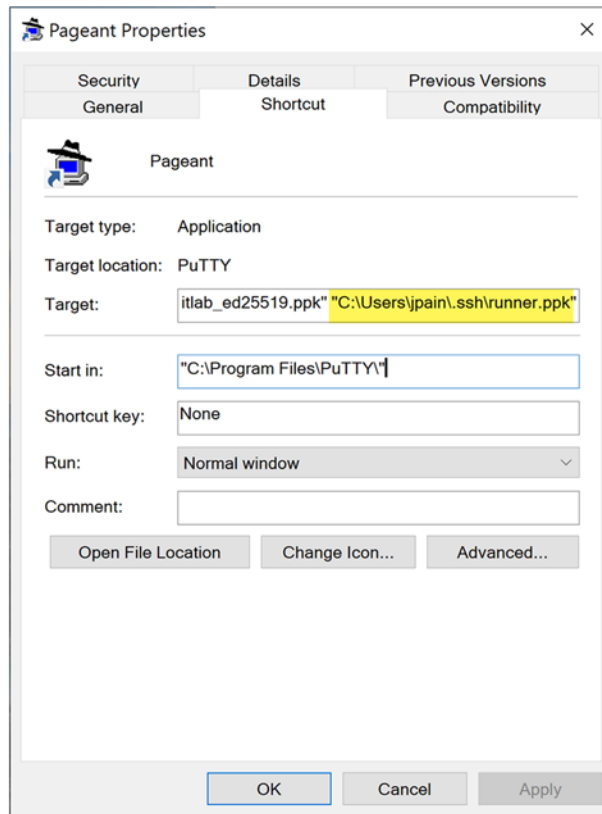 Pageant Properties
Security Details Previous Versions
General Shortcut Compatibility
Pageant
Target type: Application
Target location: PuTTY
Target: itlab_ed25519.ppk" "C:\Users\jpain\.ssh\runner.ppk"
Start in: "C:\Program Files\PuTTY\"
Shortcut key: None
Run: Normal window
Comment:
Open File Location Change Icon... Advanced...
OK Cancel Apply